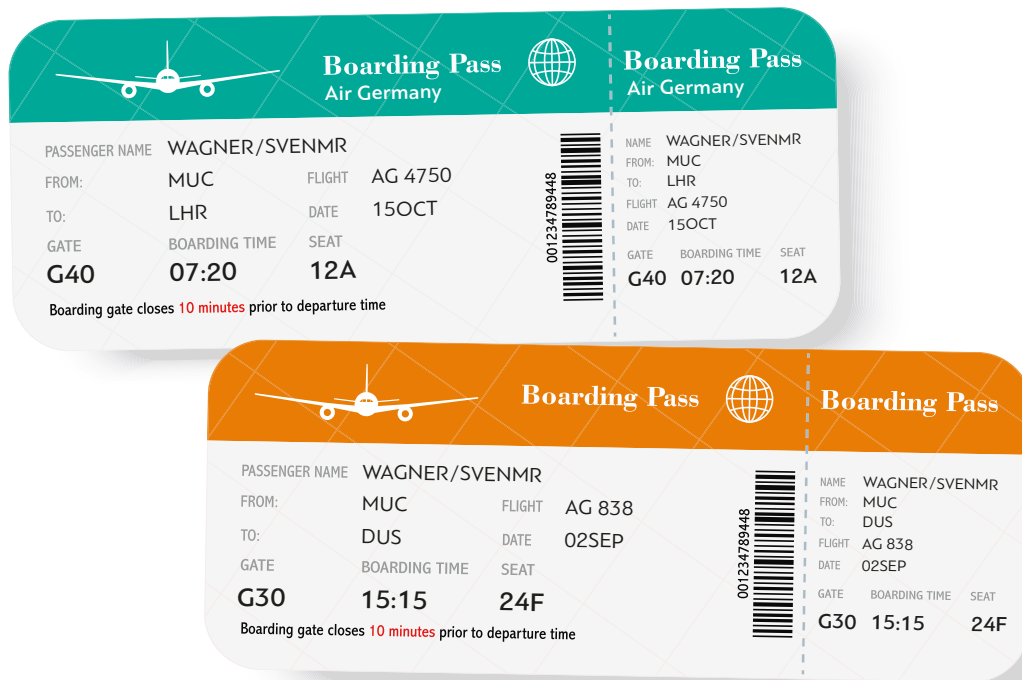 Boarding Pass
Air Germany
PASSENGER NAME WAGNER/SVENMR
FROM: MUC FLIGHT AG 4750
TO: LHR DATE 15OCT
GATE BOARDING TIME SEAT
G40 07:20 12A
Boarding gate closes 10 minutes prior to departure time
001234789448
Boarding Pass
Air Germany
NAME WAGNER/SVENMR
FROM: MUC
TO: LHR
FLIGHT AG 4750
DATE 15OCT
GATE BOARDING TIME SEAT
G40 07:20 12A
Boarding Pass
PASSENGER NAME WAGNER/SVENMR
FROM: MUC FLIGHT AG 838
TO: DUS DATE 02SEP
GATE BOARDING TIME SEAT
G30 15:15 24F
Boarding gate closes 10 minutes prior to departure time
001234789448
Boarding Pass
NAME WAGNER/SVENMR
FROM: MUC
TO: DUS
FLIGHT AG 838
DATE 02SEP
GATE BOARDING TIME SEAT
G30 15:15 24F